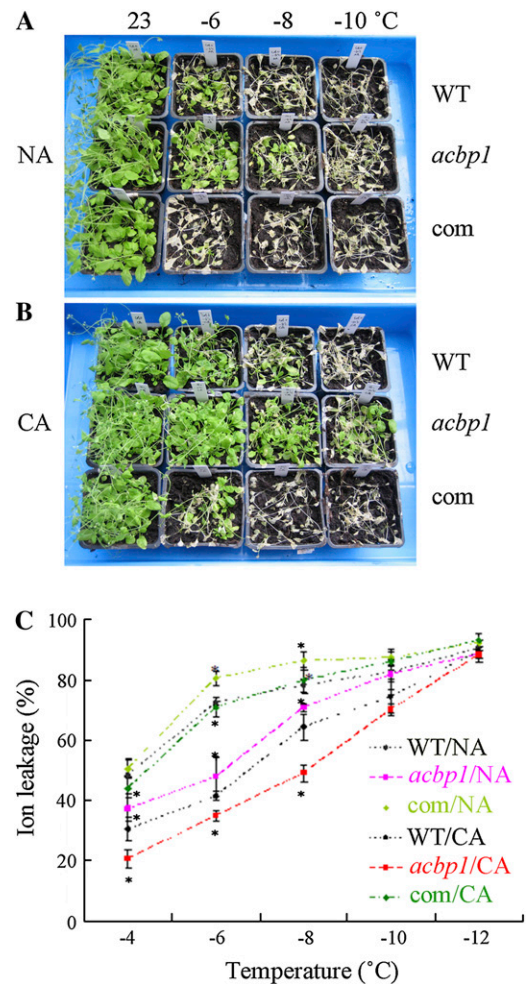 A
23 -6 -8 -10 ˚C
WT
NA
acbp1
com
B
WT
CA
acbp1
com
C
100
80
60
40
20
0
Ion leakage (%)
* * * *
* *
* *
*
* *
WT/NA
acbp1/NA
com/NA
WT/CA
acbp1/CA
com/CA
-4 -6 -8 -10 -12
Temperature (˚C)